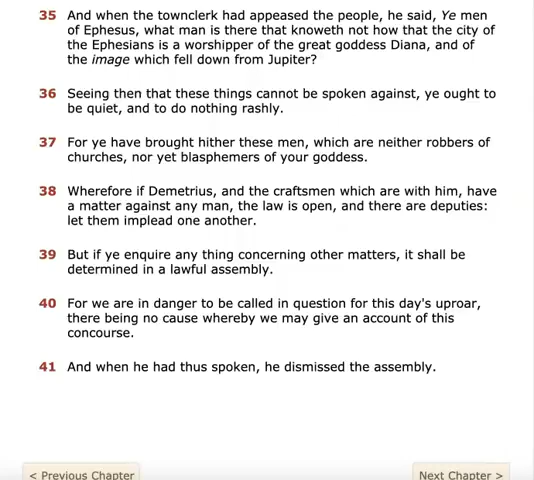 35 And when the townclerk had appeased the people, he said, Ye men
of Ephesus, what man is there that knoweth not how that the city of
the Ephesians is a worshipper of the great goddess Diana, and of
the image which fell down from Jupiter?
36 Seeing then that these things cannot be spoken against, ye ought to
be quiet, and to do nothing rashly.
37 For ye have brought hither these men, which are neither robbers of
churches, nor yet blasphemers of your goddess.
38 Wherefore if Demetrius, and the craftsmen which are with him, have
a matter against any man, the law is open, and there are deputies:
let them implead one another.
39 But if ye enquire any thing concerning other matters, it shall be
determined in a lawful assembly.
40 For we are in danger to be called in question for this day's uproar,
there being no cause whereby we may give an account of this
concourse.
41 And when he had thus spoken, he dismissed the assembly.
< Previous Chapter
Next Chapter >